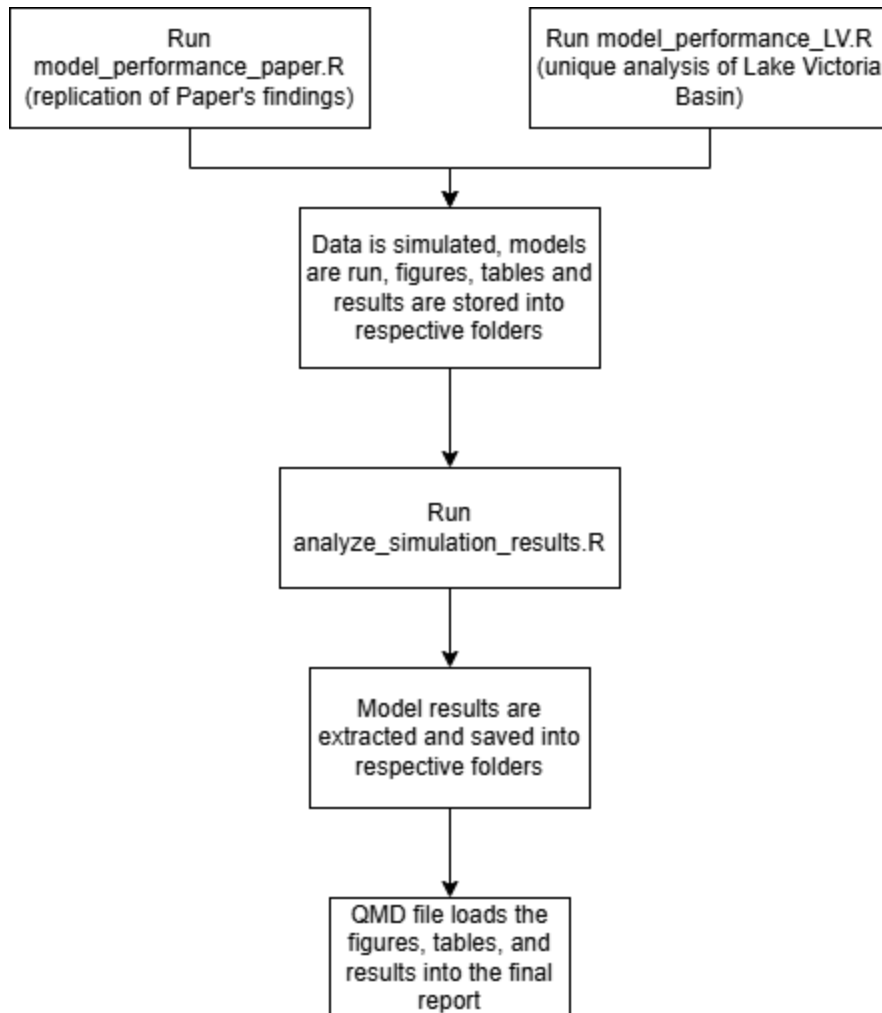 Run
model_performance_paper.R
(replication of Paper's findings)
Run model_performance_LV.R
(unique analysis of Lake Victoria
Basin)
Data is simulated, models
are run, figures, tables and
results are stored into
respective folders
Run
analyze_simulation_results.R
Model results are
extracted and saved into
respective folders
QMD file loads the
figures, tables, and
results into the final
report